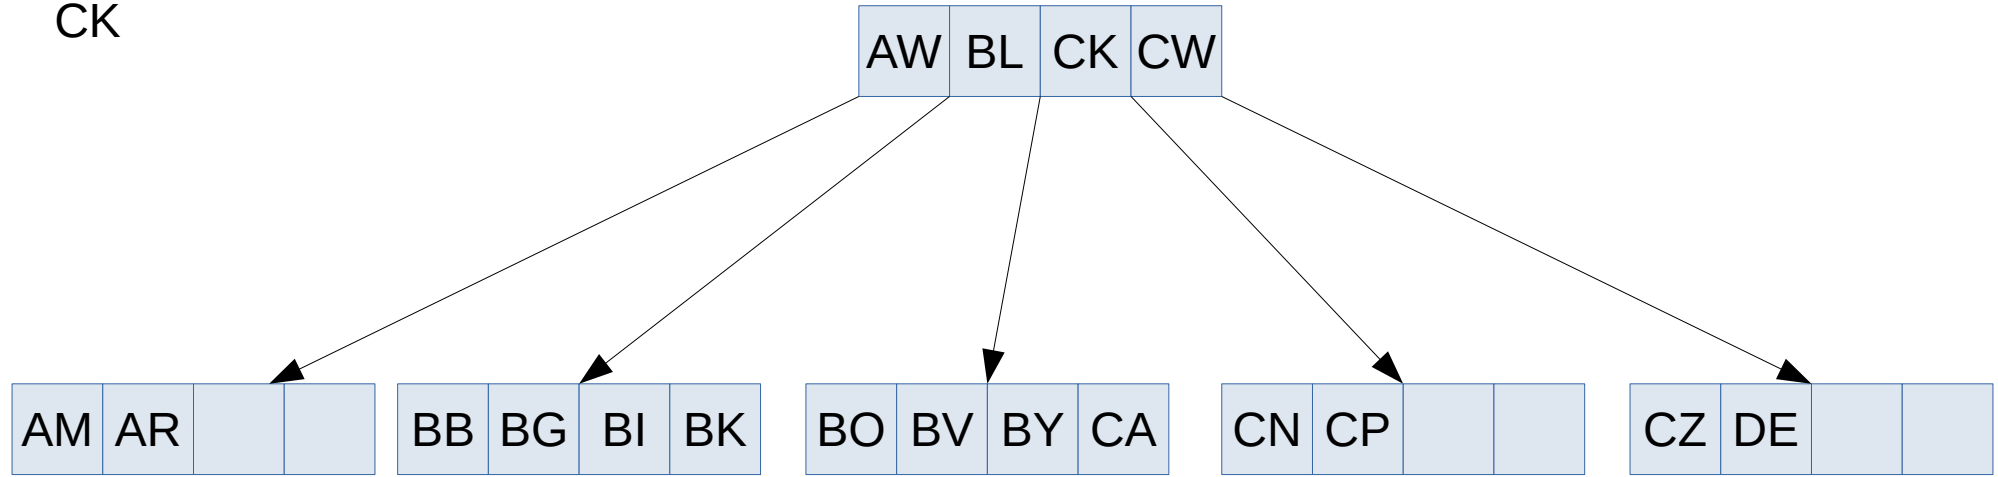 CK
AW BL CK CW
AM AR BB BG BI BK BO BV BY CA CN CP CZ DE